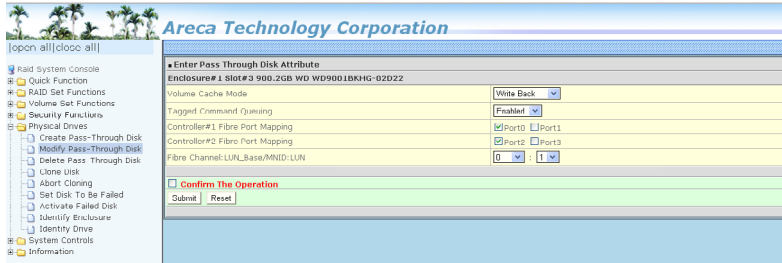 Areca Technology Corporation
|open all|close all|
Raid System Console
Quick Function
RAID Set Functions
Volume Set Functions
Security Functions
Physical Drives
Create Pass-Through Disk
Modify Pass-Through Disk
Delete Pass-Through Disk
Clone Disk
Abort Cloning
Set Disk To Be Failed
Activate Failed Disk
Identify Enclosure
Identify Drive
System Controls
Information
▪ Enter Pass Through Disk Attribute
Enclosure#1 Slot#3 900.2GB WD WD9001BKHG-02D22
Volume Cache Mode Write Back
Tagged Command Queuing Enabled
Controller#1 Fibre Port Mapping Port0 Port1
Controller#2 Fibre Port Mapping Port2 Port3
Fibre Channel:LUN_Base/MNID:LUN 0 : 1
Confirm The Operation
Submit Reset